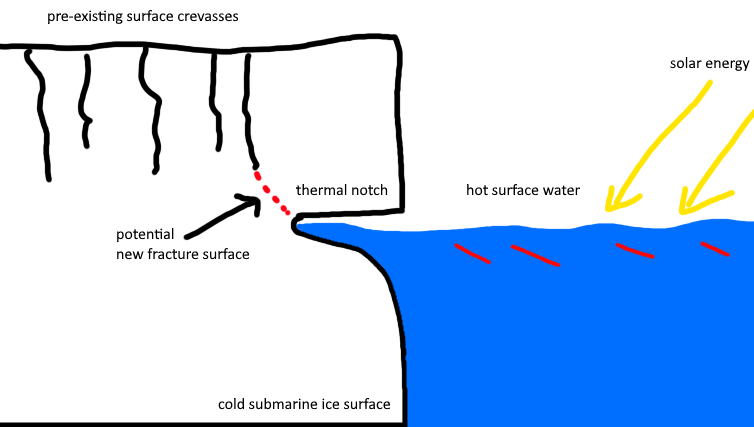 pre-existing surface crevasses
solar energy
thermal notch
hot surface water
potential
new fracture surface
cold submarine ice surface